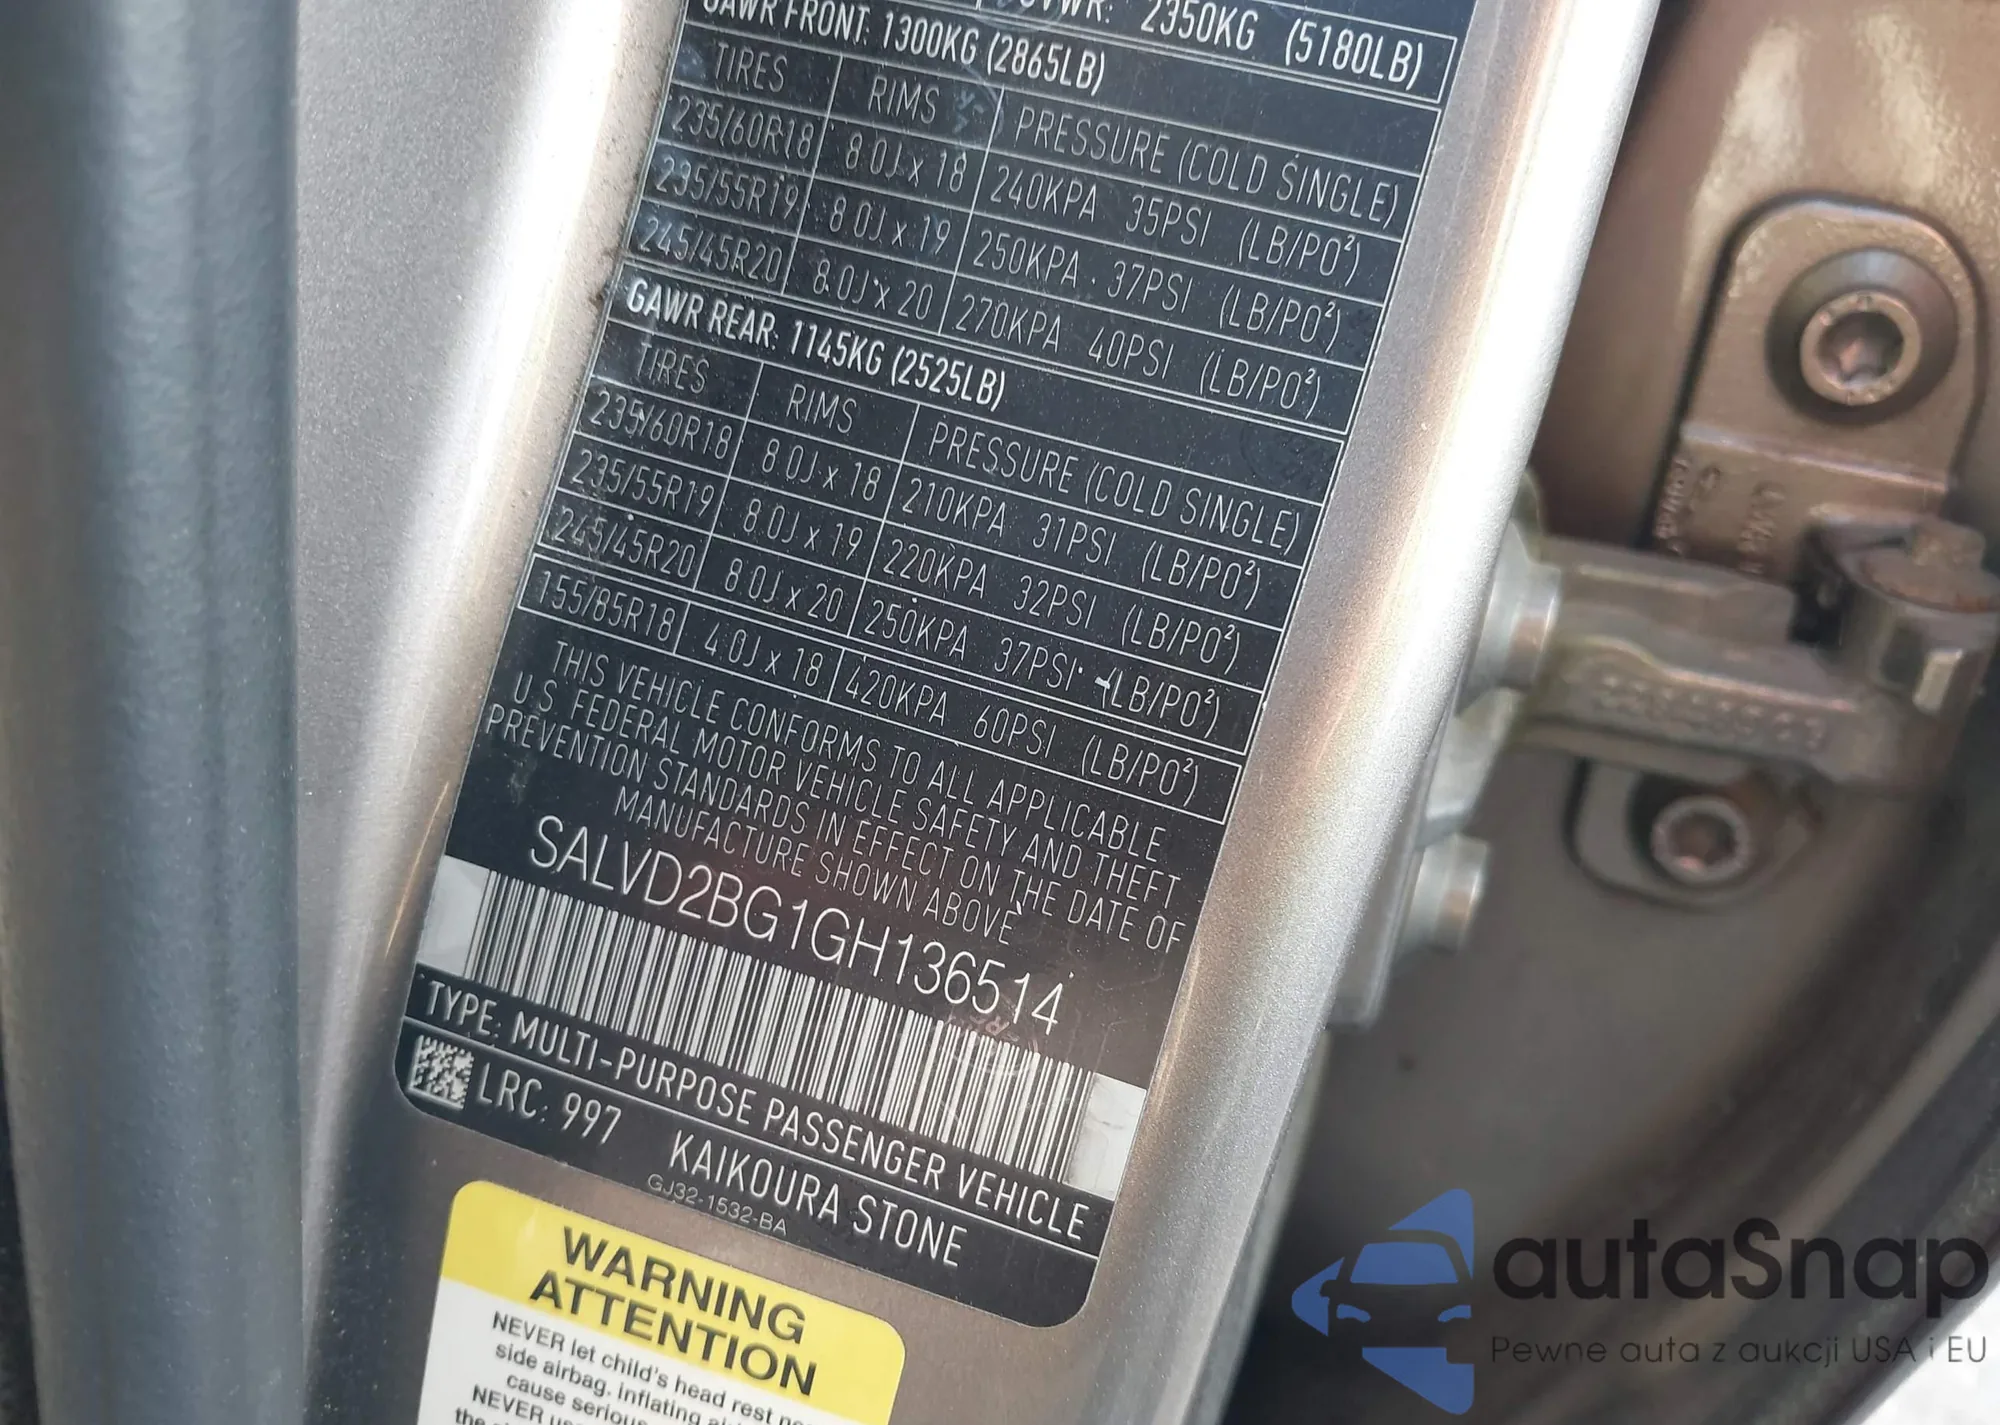 GVWR: 2350KG (5180LB)
GAWR FRONT: 1300KG (2865LB)
TIRES RIMS PRESSURE (COLD SINGLE)
235/60R18 8.0J x 18 240KPA 35PSI (LB/PO²)
235/55R19 8.0J x 19 250KPA 37PSI (LB/PO²)
245/45R20 8.0J x 20 270KPA 40PSI (LB/PO²)
GAWR REAR: 1145KG (2525LB)
TIRES RIMS PRESSURE (COLD SINGLE)
235/60R18 8.0J x 18 210KPA 31PSI (LB/PO²)
235/55R19 8.0J x 19 220KPA 32PSI (LB/PO²)
245/45R20 8.0J x 20 250KPA 37PSI (LB/PO²)
155/85R18 4.0J x 18 420KPA 60PSI (LB/PO²)
THIS VEHICLE CONFORMS TO ALL APPLICABLE
U.S FEDERAL MOTOR VEHICLE SAFETY AND THEFT
PREVENTION STANDARDS IN EFFECT ON THE DATE OF
MANUFACTURE SHOWN ABOVE
SALVD2BG1GH136514
TYPE: MULTI-PURPOSE PASSENGER VEHICLE
LRC: 997 KAIKOURA STONE
GJ32-1532-BA
WARNING
ATTENTION
NEVER let child's head rest
side airbag, inflating
cause serious
NEVER
the
autaSnap
Pewne auta z aukcji USA i EU